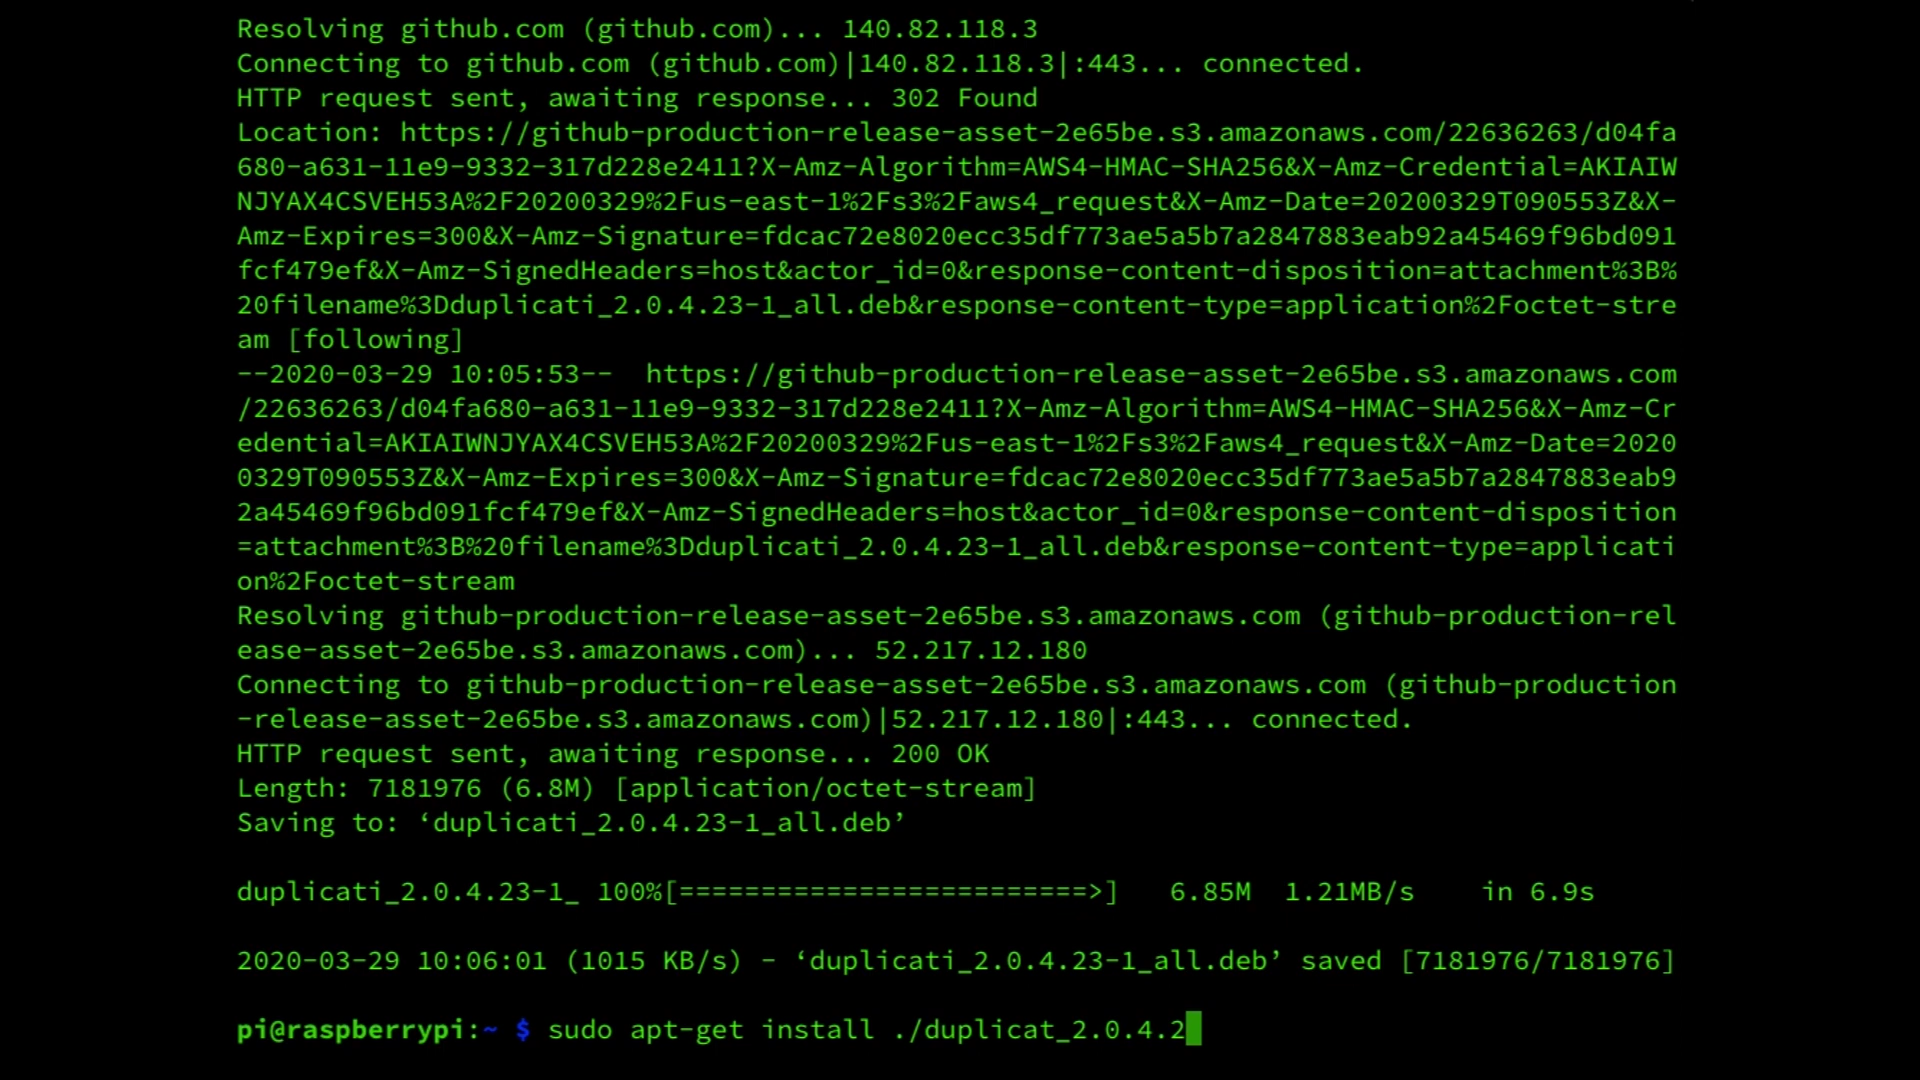 Resolving github.com (github.com)... 140.82.118.3
Connecting to github.com (github.com)|140.82.118.3|:443... connected.
HTTP request sent, awaiting response... 302 Found
Location: https://github-production-release-asset-2e65be.s3.amazonaws.com/22636263/d04fa
680-a631-11e9-9332-317d228e2411?X-Amz-Algorithm=AWS4-HMAC-SHA256&X-Amz-Credential=AKIAIW
NJYAX4CSVEH53A%2F20200329%2Fus-east-1%2Fs3%2Faws4_request&X-Amz-Date=20200329T090553Z&X-
Amz-Expires=300&X-Amz-Signature=fdcac72e8020ecc35df773ae5a5b7a2847883eab92a45469f96bd091
fcf479ef&X-Amz-SignedHeaders=host&actor_id=0&response-content-disposition=attachment%3B%
20filename%3Dduplicati_2.0.4.23-1_all.deb&response-content-type=application%2Foctet-stre
am [following]
--2020-03-29 10:05:53--  https://github-production-release-asset-2e65be.s3.amazonaws.com
/22636263/d04fa680-a631-11e9-9332-317d228e2411?X-Amz-Algorithm=AWS4-HMAC-SHA256&X-Amz-Cr
edential=AKIAIWNJYAX4CSVEH53A%2F20200329%2Fus-east-1%2Fs3%2Faws4_request&X-Amz-Date=2020
0329T090553Z&X-Amz-Expires=300&X-Amz-Signature=fdcac72e8020ecc35df773ae5a5b7a2847883eab9
2a45469f96bd091fcf479ef&X-Amz-SignedHeaders=host&actor_id=0&response-content-disposition
=attachment%3B%20filename%3Dduplicati_2.0.4.23-1_all.deb&response-content-type=applicati
on%2Foctet-stream
Resolving github-production-release-asset-2e65be.s3.amazonaws.com (github-production-rel
ease-asset-2e65be.s3.amazonaws.com)... 52.217.12.180
Connecting to github-production-release-asset-2e65be.s3.amazonaws.com (github-production
-release-asset-2e65be.s3.amazonaws.com)|52.217.12.180|:443... connected.
HTTP request sent, awaiting response... 200 OK
Length: 7181976 (6.8M) [application/octet-stream]
Saving to: ‘duplicati_2.0.4.23-1_all.deb’
duplicati_2.0.4.23-1_ 100%[=========================>]   6.85M  1.21MB/s    in 6.9s
2020-03-29 10:06:01 (1015 KB/s) - ‘duplicati_2.0.4.23-1_all.deb’ saved [7181976/7181976]
pi@raspberrypi:~ $ sudo apt-get install ./duplicat_2.0.4.2